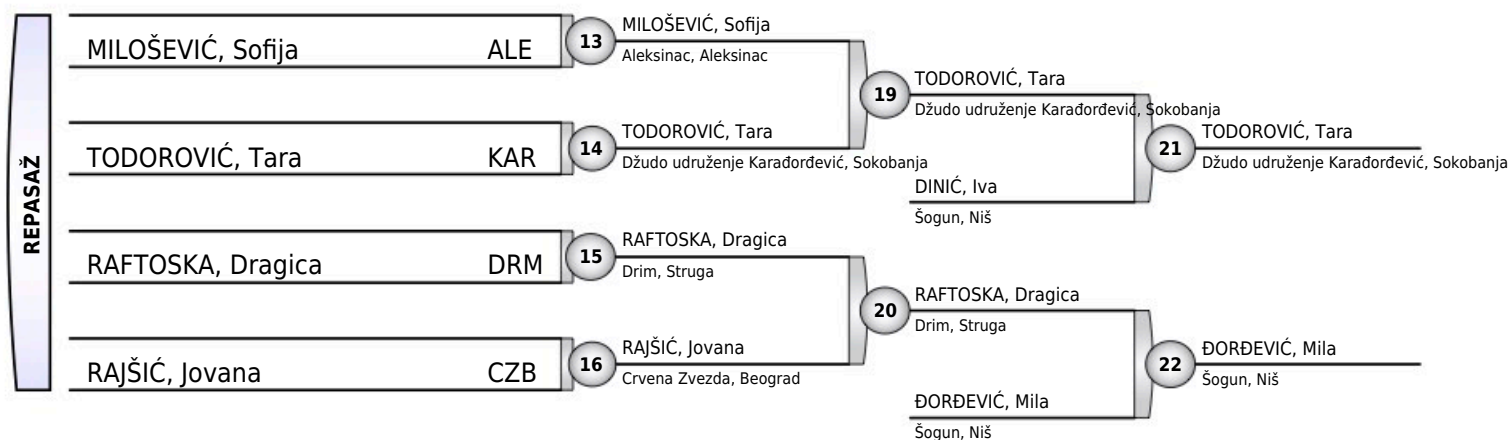 REPASAŽ
MILOŠEVIĆ, Sofija ALE
TODOROVIĆ, Tara KAR
RAFTOSKA, Dragica DRM
RAJŠIĆ, Jovana CZB
13
MILOŠEVIĆ, Sofija
Aleksinac, Aleksinac
14
TODOROVIĆ, Tara
Džudo udruženje Karađorđević, Sokobanja
15
RAFTOSKA, Dragica
Drim, Struga
16
RAJŠIĆ, Jovana
Crvena Zvezda, Beograd
19
TODOROVIĆ, Tara
Džudo udruženje Karađorđević, Sokobanja
DINIĆ, Iva
Šogun, Niš
20
RAFTOSKA, Dragica
Drim, Struga
ĐORĐEVIĆ, Mila
Šogun, Niš
21
TODOROVIĆ, Tara
Džudo udruženje Karađorđević, Sokobanja
22
ĐORĐEVIĆ, Mila
Šogun, Niš